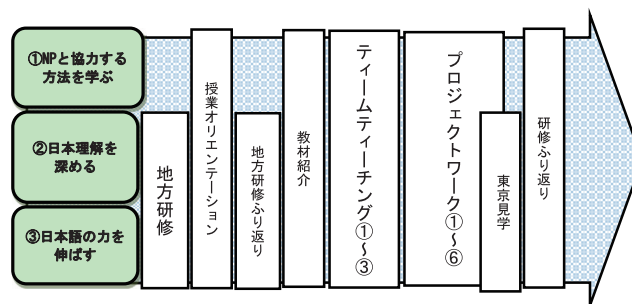 ①NPと協力する
方法を学ぶ
②日本理解を
深める
③日本語の力を
伸ばす
地方研修
授業オリエンテーション
地方研修ふり返り
教材紹介
ティームティーチング①～③
プロジェクトワーク①～⑥
東京見学
研修ふり返り